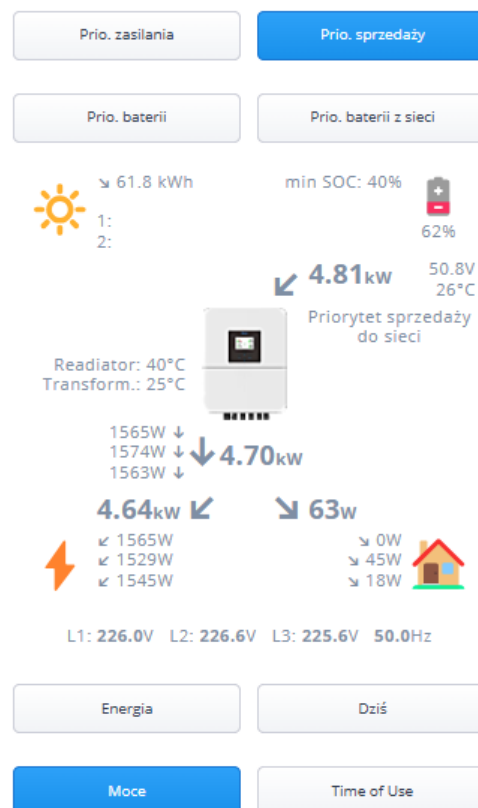 Prio. zasilania
Prio. sprzedaży
Prio. baterii
Prio. baterii z sieci
↘ 61.8 kWh
1:
2:
min SOC: 40%
62%
↙ 4.81kW
50.8V
26°C
Priorytet sprzedaży
do sieci
Readiator: 40°C
Transform.: 25°C
1565W ↓
1574W ↓
1563W ↓
↓ 4.70kW
4.64kW ↙
↘ 63W
↙ 1565W
↙ 1529W
↙ 1545W
↘ 0W
↘ 45W
↘ 18W
L1: 226.0V L2: 226.6V L3: 225.6V 50.0Hz
Energia
Dziś
Moce
Time of Use